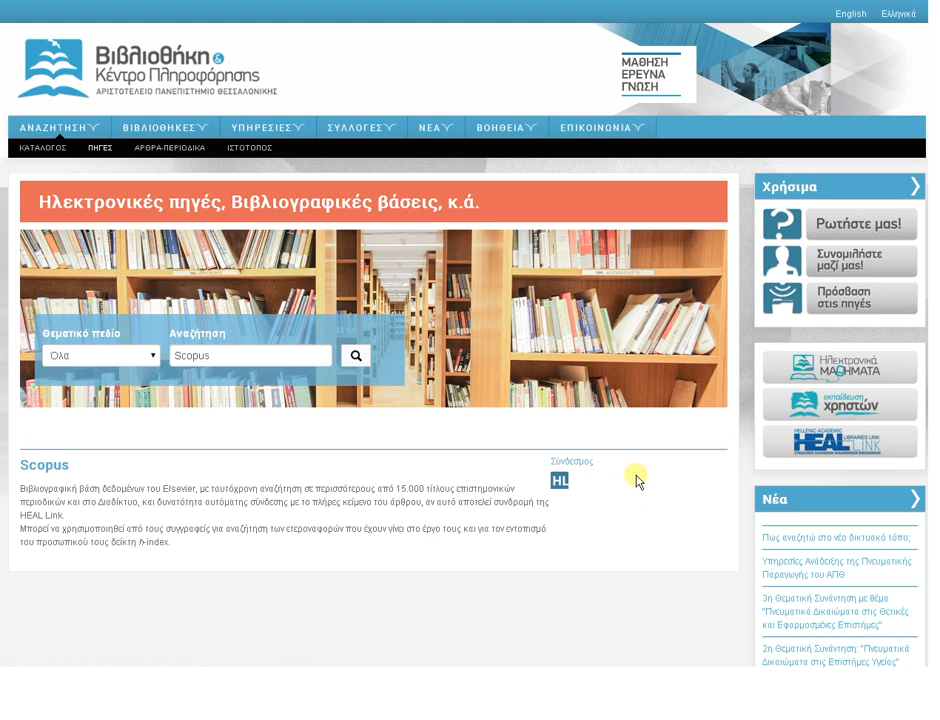 English Ελληνικά
Βιβλιοθήκη &
Κέντρο Πληροφόρησης
ΑΡΙΣΤΟΤΕΛΕΙΟ ΠΑΝΕΠΙΣΤΗΜΙΟ ΘΕΣΣΑΛΟΝΙΚΗΣ
ΜΑΘΗΣΗ
ΕΡΕΥΝΑ
ΓΝΩΣΗ
ΑΝΑΖΗΤΗΣΗ ΒΙΒΛΙΟΘΗΚΕΣ ΥΠΗΡΕΣΙΕΣ ΣΥΛΛΟΓΕΣ ΝΕΑ ΒΟΗΘΕΙΑ ΕΠΙΚΟΙΝΩΝΙΑ
ΚΑΤΑΛΟΓΟΣ ΠΗΓΕΣ ΑΡΘΡΑ-ΠΕΡΙΟΔΙΚΑ ΙΣΤΟΤΟΠΟΣ
Ηλεκτρονικές πηγές, Βιβλιογραφικές βάσεις, κ.ά.
Θεματικό πεδίο Αναζήτηση
Όλα Scopus
Scopus
Σύνδεσμος
HL
Βιβλιογραφική βάση δεδομένων του Elsevier, με ταυτόχρονη αναζήτηση σε περισσότερους από 15.000 τίτλους επιστημονικών
περιοδικών και στο Διαδίκτυο, και δυνατότητα αυτόματης σύνδεσης με το πλήρες κείμενο του άρθρου, αν αυτό αποτελεί συνδρομή της
HEAL Link.
Μπορεί να χρησιμοποιηθεί από τους συγγραφείς για αναζήτηση των ετεροαναφορών που έχουν γίνει στο έργο τους και για τον εντοπισμό
του προσωπικού τους δείκτη h-index.
Χρήσιμα
Ρωτήστε μας!
Συνομιλήστε
μαζί μας!
Πρόσβαση
στις πηγές
Ηλεκτρονικά
ΜΑΘΗΜΑΤΑ
εκπαίδευση
χρηστών
HELLENIC ACADEMIC
LIBRARIES LINK
HEAL LINK
Νέα
Πως αναζητώ στο νέο δικτυακό τόπο;
Υπηρεσίες Ανάδειξης της Πνευματικής
Παραγωγής του ΑΠΘ
3η Θεματική Συνάντηση με θέμα
"Πνευματικά Δικαιώματα στις Θετικές
και Εφαρμοσμένες Επιστήμες"
2η Θεματική Συνάντηση: "Πνευματικά
Δικαιώματα στις Επιστήμες Υγείας"